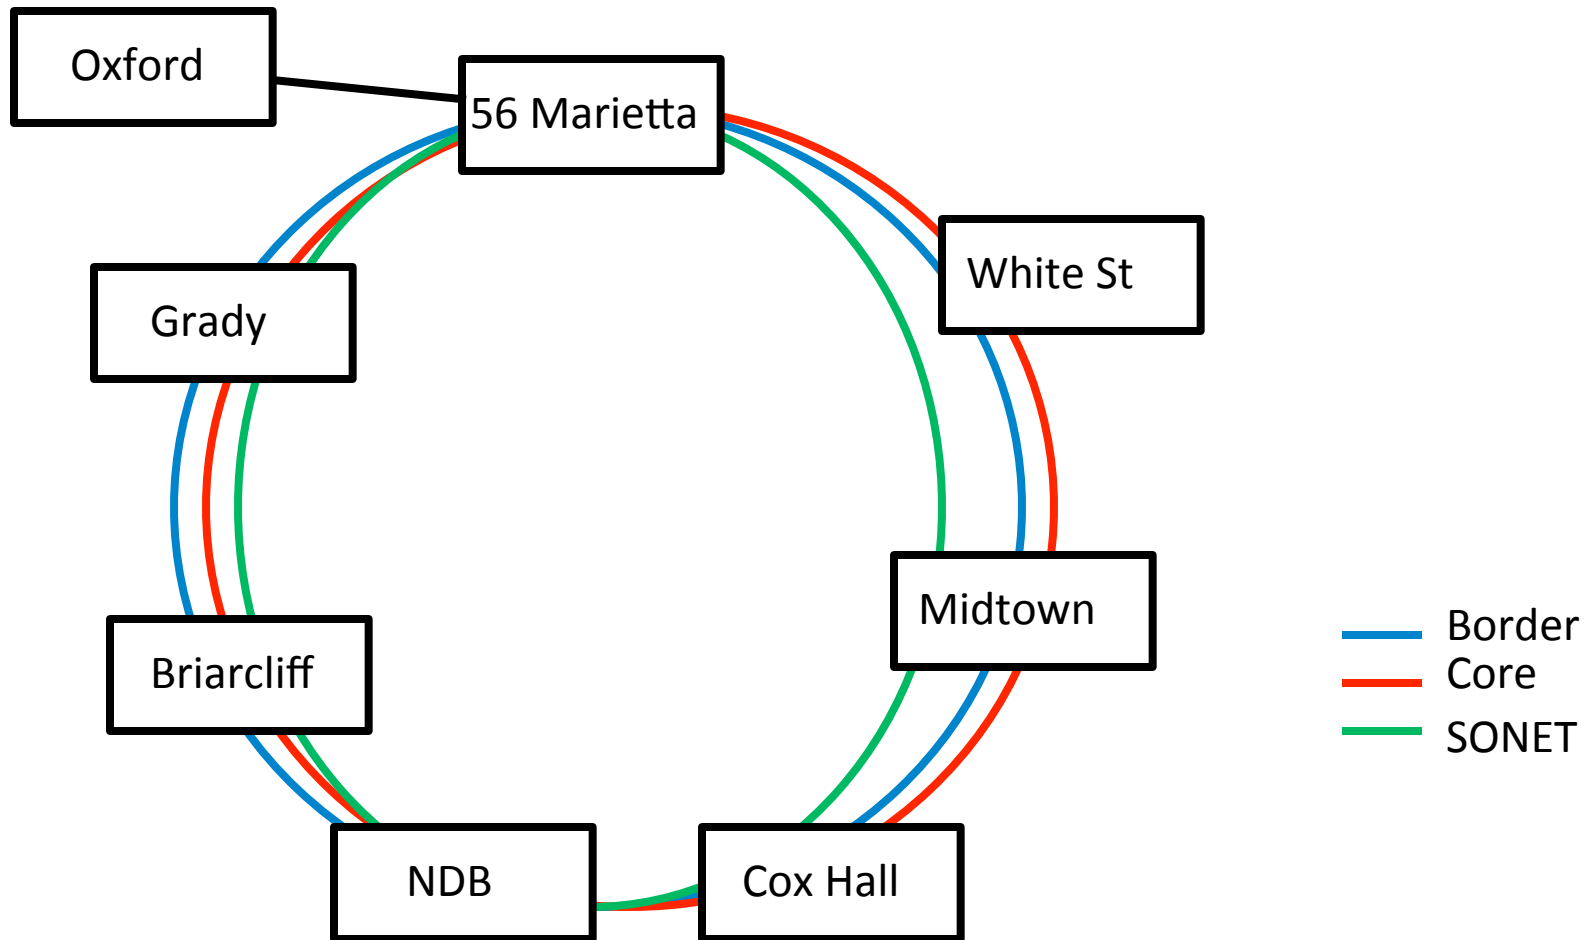 Oxford
56 Marietta
White St
Grady
Midtown
Briarcliff
NDB
Cox Hall
Border
Core
SONET